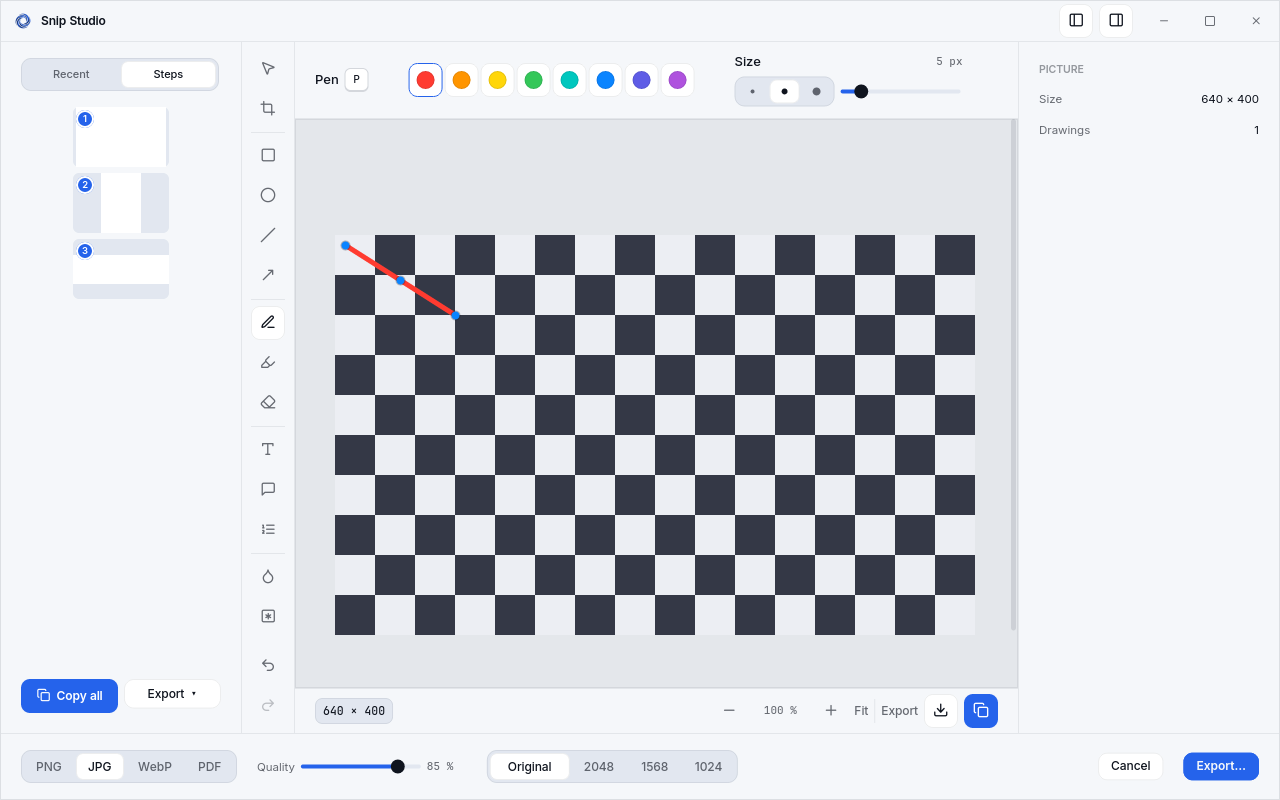 Snip Studio
Recent
Steps
1
2
3
Copy all
Export
Pen
P
Size
5 px
640 × 400
100 %
Fit
Export
PICTURE
Size
640 × 400
Drawings
1
PNG
JPG
WebP
PDF
Quality
85 %
Original
2048
1568
1024
Cancel
Export...